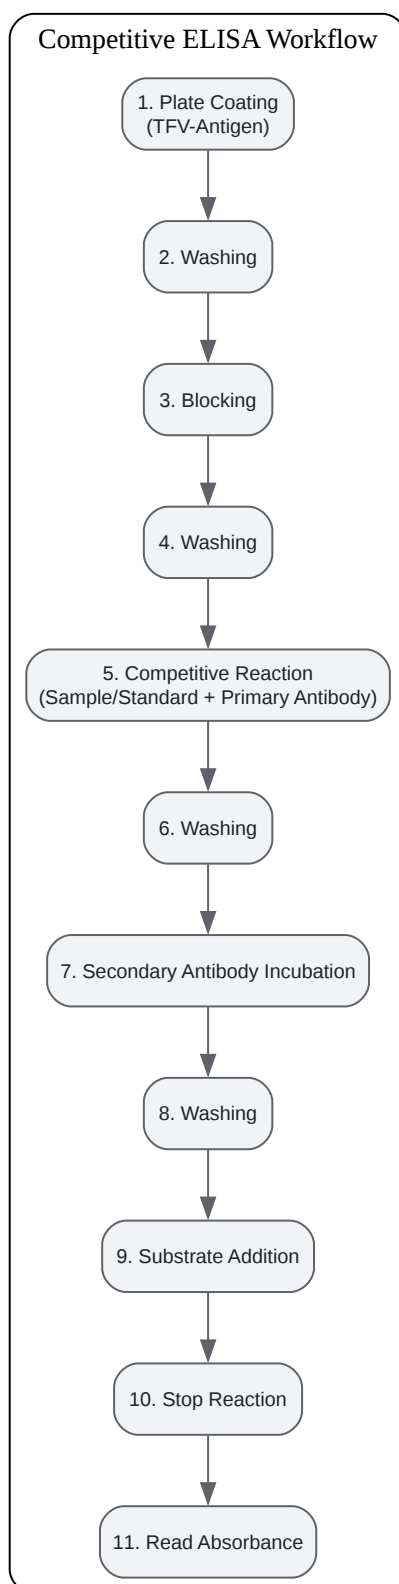 Competitive ELISA Workflow
1. Plate Coating
(TFV-Antigen)
2. Washing
3. Blocking
4. Washing
5. Competitive Reaction
(Sample/Standard + Primary Antibody)
6. Washing
7. Secondary Antibody Incubation
8. Washing
9. Substrate Addition
10. Stop Reaction
11. Read Absorbance